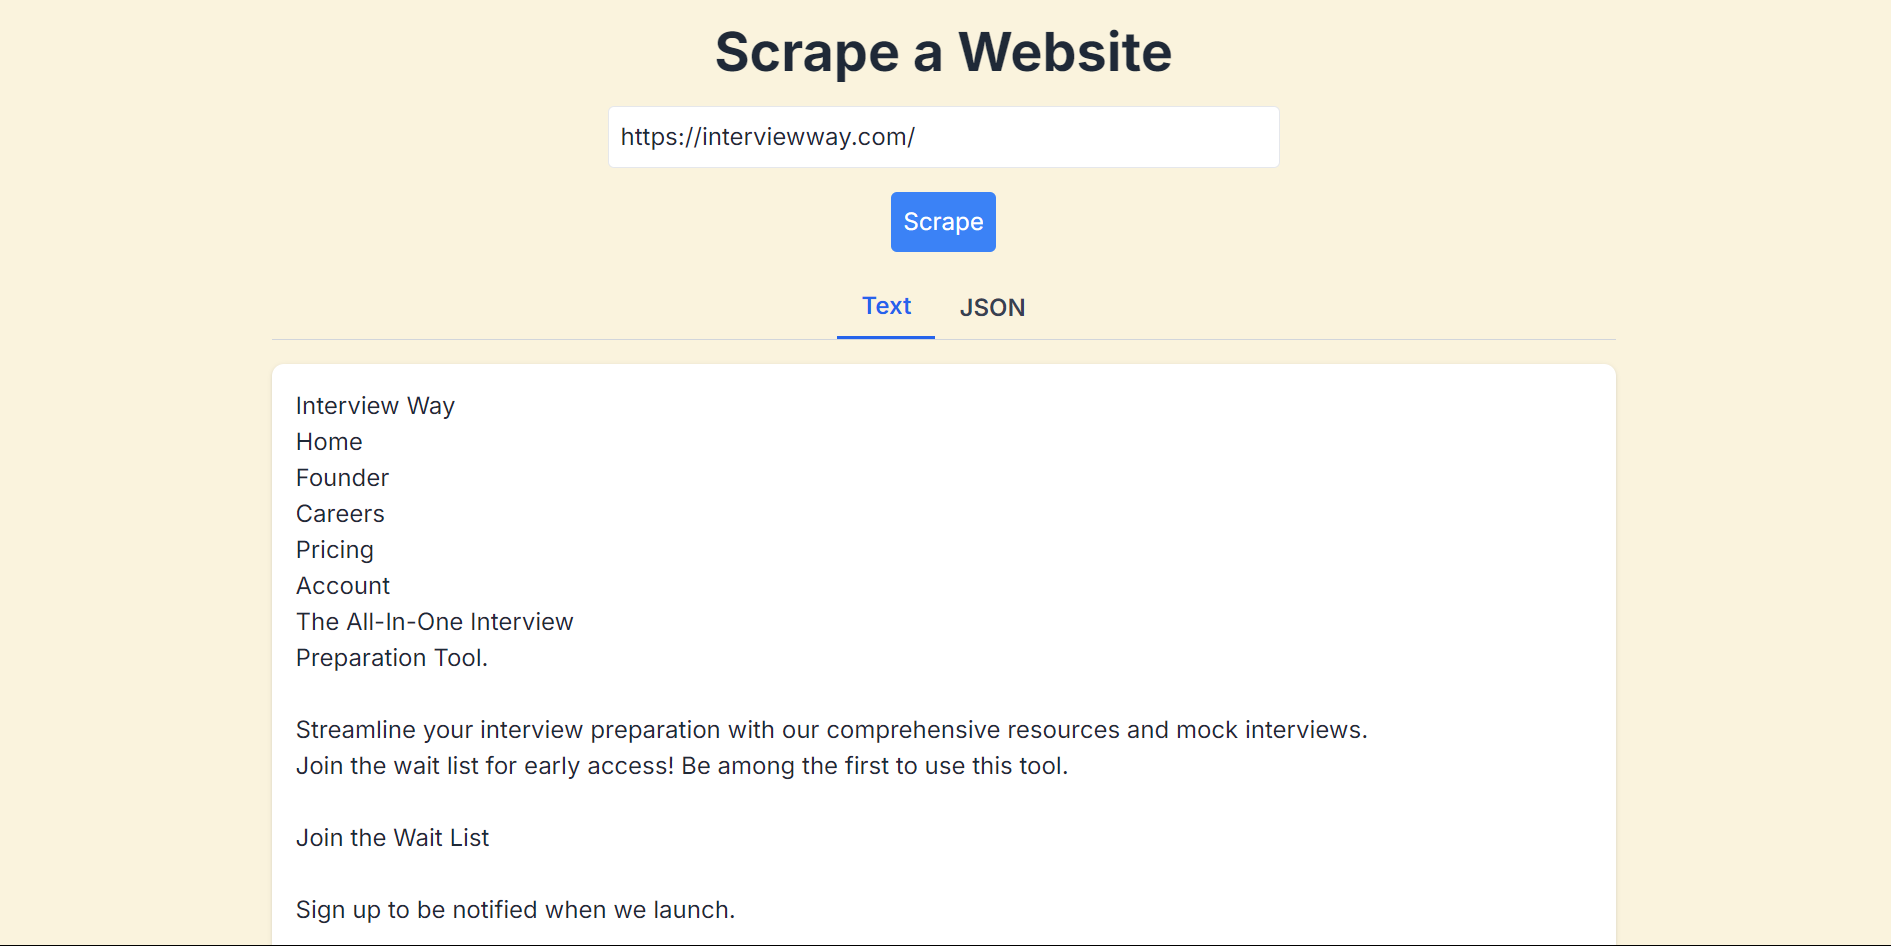 Scrape a Website
https://interviewway.com/
Scrape
Text JSON
Interview Way
Home
Founder
Careers
Pricing
Account
The All-In-One Interview
Preparation Tool.
Streamline your interview preparation with our comprehensive resources and mock interviews.
Join the wait list for early access! Be among the first to use this tool.
Join the Wait List
Sign up to be notified when we launch.